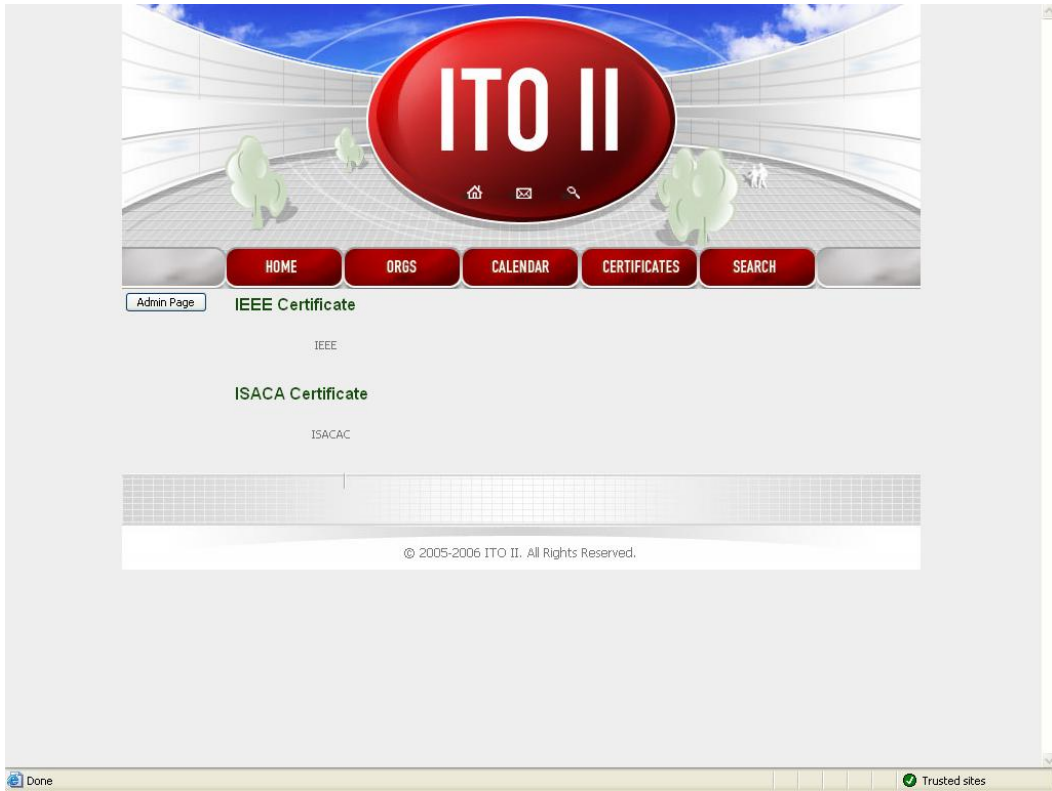 ITO II
HOME ORGS CALENDAR CERTIFICATES SEARCH
Admin Page
IEEE Certificate
IEEE
ISACA Certificate
ISACAC
© 2005-2006 ITO II. All Rights Reserved.
Done Trusted sites